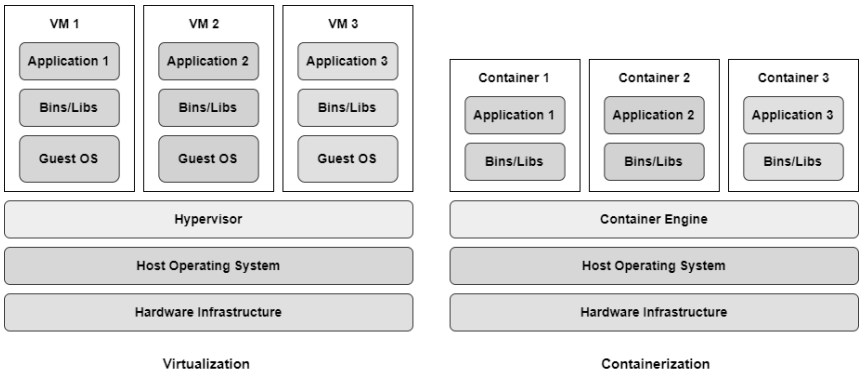 VM 1
VM 2
VM 3
Application 1
Application 2
Application 3
Bins/Libs
Bins/Libs
Bins/Libs
Guest OS
Guest OS
Guest OS
Hypervisor
Host Operating System
Hardware Infrastructure
Virtualization
Container 1
Container 2
Container 3
Application 1
Application 2
Application 3
Bins/Libs
Bins/Libs
Bins/Libs
Container Engine
Host Operating System
Hardware Infrastructure
Containerization